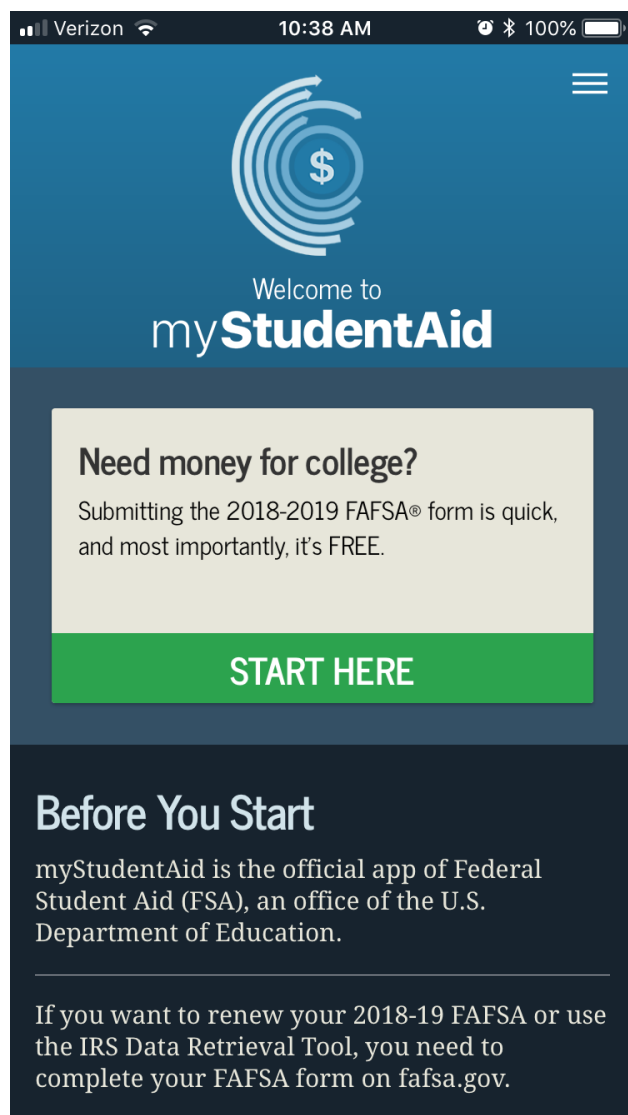 Verizon 10:38 AM 100%
$
Welcome to
myStudentAid
Need money for college?
Submitting the 2018-2019 FAFSA® form is quick,
and most importantly, it's FREE.
START HERE
Before You Start
myStudentAid is the official app of Federal
Student Aid (FSA), an office of the U.S.
Department of Education.
If you want to renew your 2018-19 FAFSA or use
the IRS Data Retrieval Tool, you need to
complete your FAFSA form on fafsa.gov.